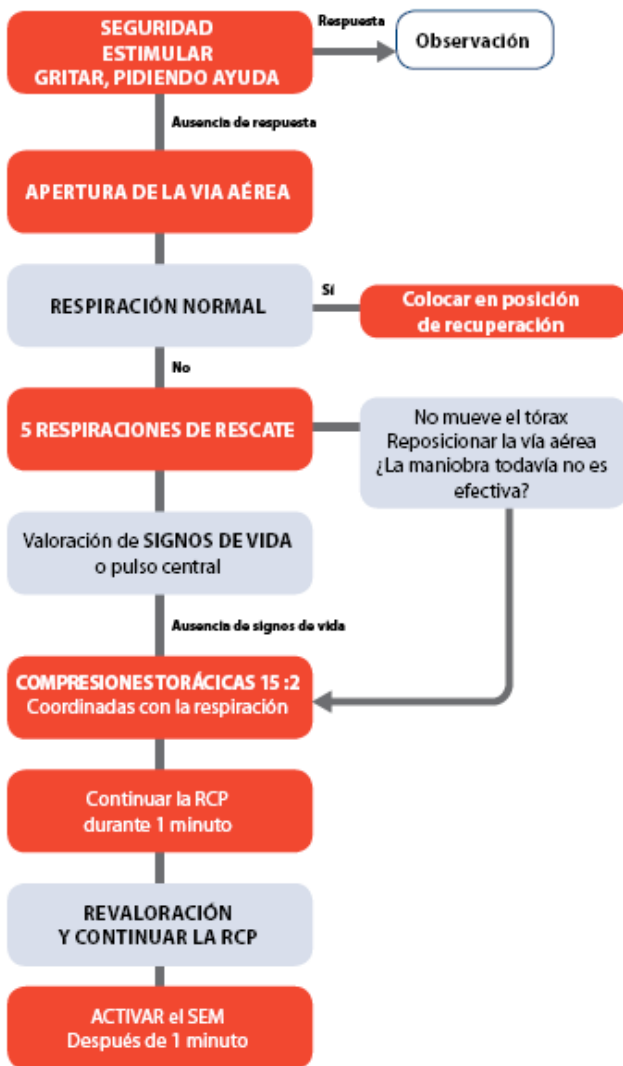 SEGURIDAD
ESTIMULAR
GRITAR, PIDIENDO AYUDA
Respuesta
Observación
Ausencia de respuesta
APERTURA DE LA VIA AÉREA
RESPIRACIÓN NORMAL
Sí
Colocar en posición
de recuperación
No
5 RESPIRACIONES DE RESCATE
No mueve el tórax
Reposicionar la vía aérea
¿La maniobra todavía no es
efectiva?
Valoración de SIGNOS DE VIDA
o pulso central
Ausencia de signos de vida
COMPRESIONES TORÁCICAS 15 :2
Coordinadas con la respiración
Continuar la RCP
durante 1 minuto
REVALORACIÓN
Y CONTINUAR LA RCP
ACTIVAR el SEM
Después de 1 minuto